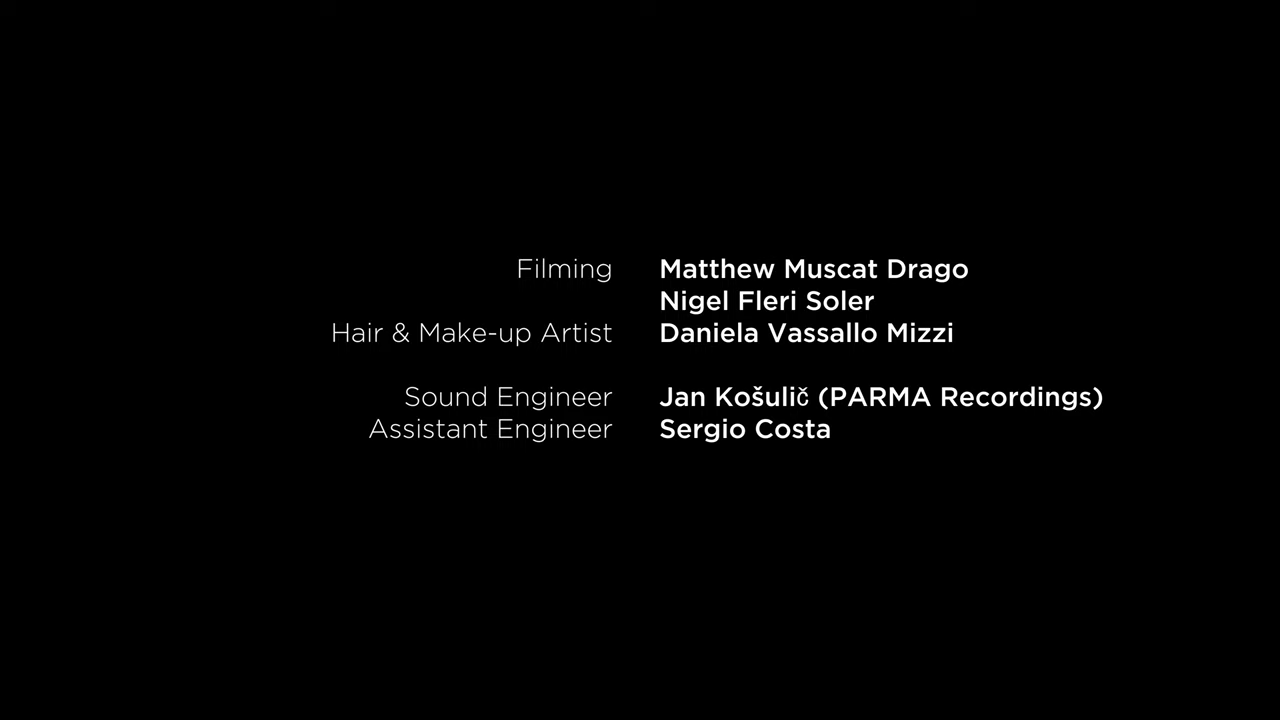 Filming Matthew Muscat Drago
Nigel Fleri Soler
Hair & Make-up Artist Daniela Vassallo Mizzi
Sound Engineer Jan Košulič (PARMA Recordings)
Assistant Engineer Sergio Costa